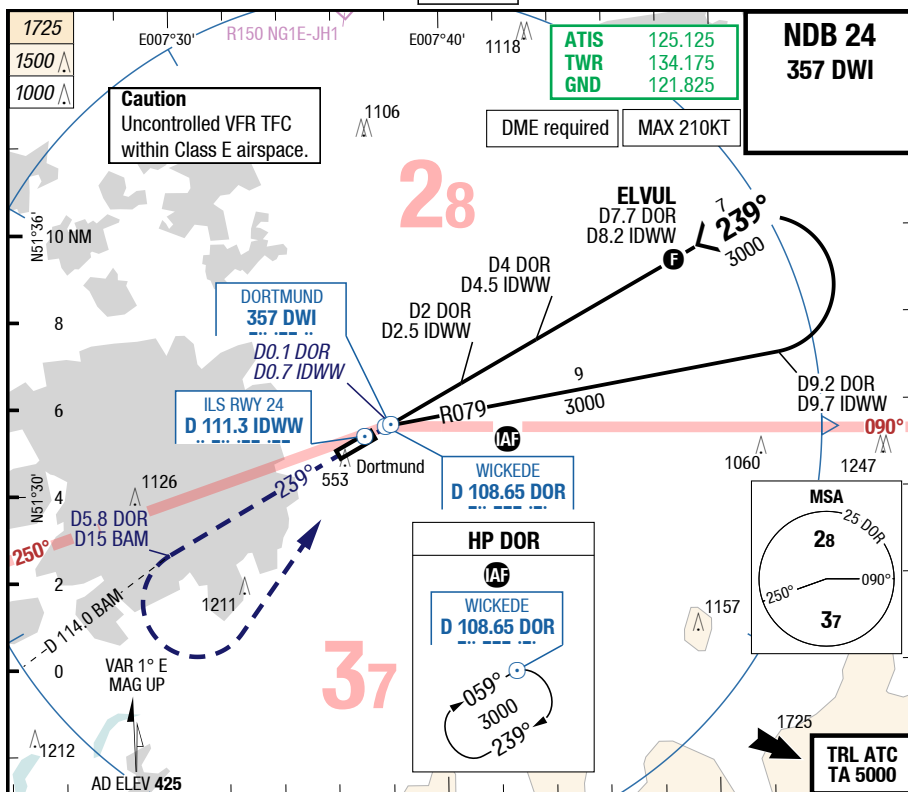 1725
1500
1000
E007°30'
R150 NG1E-JH1
E007°40'
1118
ATIS 125.125
TWR 134.175
GND 121.825
NDB 24
357 DWI
Caution
Uncontrolled VFR TFC
within Class E airspace.
1106
DME required
MAX 210KT
28
ELVUL
D7.7 DOR
D8.2 IDWW
F
7
239°
3000
N51°36'
10 NM
D4 DOR
D4.5 IDWW
D2 DOR
D2.5 IDWW
DORTMUND
357 DWI
8
D0.1 DOR
D0.7 IDWW
9
3000
R079
D9.2 DOR
D9.7 IDWW
ILS RWY 24
D 111.3 IDWW
6
IAF
090°
553
Dortmund
WICKEDE
D 108.65 DOR
1060
1247
1126
239°
N51°30'
4
D5.8 DOR
D15 BAM
250°
HP DOR
IAF
WICKEDE
D 108.65 DOR
059°
3000
239°
MSA
25 DOR
28
250°
090°
37
2
1211
D 114.0 BAM
1157
0
VAR 1° E
MAG UP
37
1212
AD ELEV 425
1725
TRL ATC
TA 5000